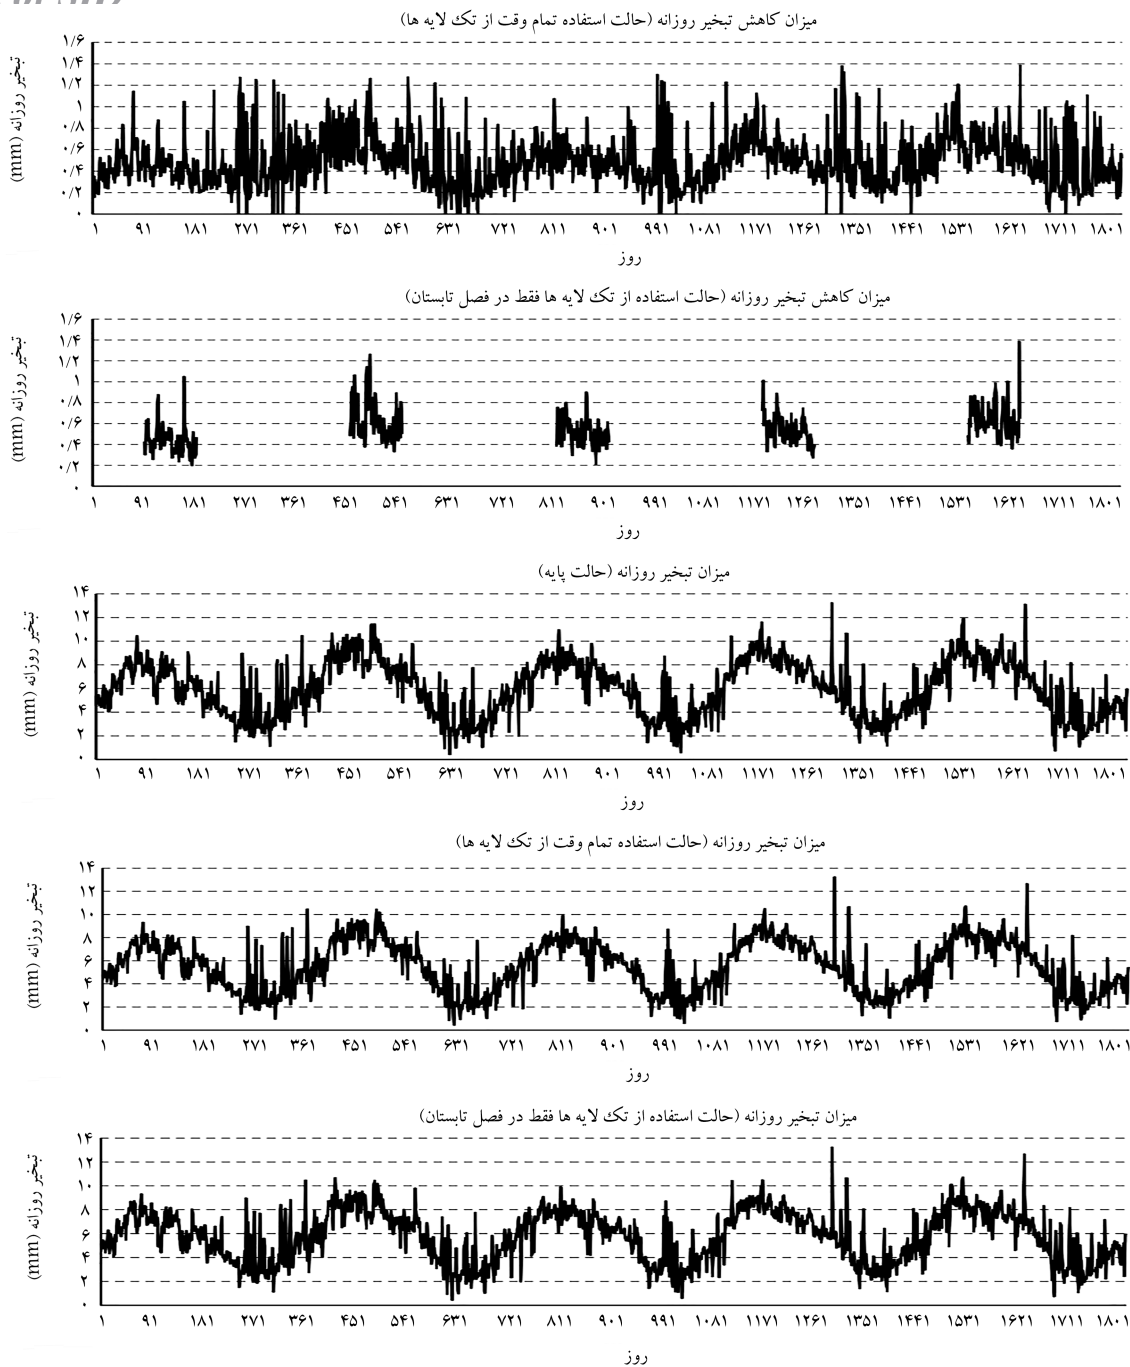 میزان کاهش تبخیر روزانه (حالت استفاده تمام وقت از تک لایه ها)
تبخیر روزانه (mm)
۱/۶
۱/۴
۱/۲
۱
۰/۸
۰/۶
۰/۴
۰/۲
۰
۱ ۹۱ ۱۸۱ ۲۷۱ ۳۶۱ ۴۵۱ ۵۴۱ ۶۳۱ ۷۲۱ ۸۱۱ ۹۰۱ ۹۹۱ ۱۰۸۱ ۱۱۷۱ ۱۲۶۱ ۱۳۵۱ ۱۴۴۱ ۱۵۳۱ ۱۶۲۱ ۱۷۱۱ ۱۸۰۱
روز
میزان کاهش تبخیر روزانه (حالت استفاده از تک لایه ها فقط در فصل تابستان)
تبخیر روزانه (mm)
۱/۶
۱/۴
۱/۲
۱
۰/۸
۰/۶
۰/۴
۰/۲
۰
۱ ۹۱ ۱۸۱ ۲۷۱ ۳۶۱ ۴۵۱ ۵۴۱ ۶۳۱ ۷۲۱ ۸۱۱ ۹۰۱ ۹۹۱ ۱۰۸۱ ۱۱۷۱ ۱۲۶۱ ۱۳۵۱ ۱۴۴۱ ۱۵۳۱ ۱۶۲۱ ۱۷۱۱ ۱۸۰۱
روز
میزان تبخیر روزانه (حالت پایه)
تبخیر روزانه (mm)
۱۴
۱۲
۱۰
۸
۶
۴
۲
۰
۱ ۹۱ ۱۸۱ ۲۷۱ ۳۶۱ ۴۵۱ ۵۴۱ ۶۳۱ ۷۲۱ ۸۱۱ ۹۰۱ ۹۹۱ ۱۰۸۱ ۱۱۷۱ ۱۲۶۱ ۱۳۵۱ ۱۴۴۱ ۱۵۳۱ ۱۶۲۱ ۱۷۱۱ ۱۸۰۱
روز
میزان تبخیر روزانه (حالت استفاده تمام وقت از تک لایه ها)
تبخیر روزانه (mm)
۱۴
۱۲
۱۰
۸
۶
۴
۲
۰
۱ ۹۱ ۱۸۱ ۲۷۱ ۳۶۱ ۴۵۱ ۵۴۱ ۶۳۱ ۷۲۱ ۸۱۱ ۹۰۱ ۹۹۱ ۱۰۸۱ ۱۱۷۱ ۱۲۶۱ ۱۳۵۱ ۱۴۴۱ ۱۵۳۱ ۱۶۲۱ ۱۷۱۱ ۱۸۰۱
روز
میزان تبخیر روزانه (حالت استفاده از تک لایه ها فقط در فصل تابستان)
تبخیر روزانه (mm)
۱۴
۱۲
۱۰
۸
۶
۴
۲
۰
۱ ۹۱ ۱۸۱ ۲۷۱ ۳۶۱ ۴۵۱ ۵۴۱ ۶۳۱ ۷۲۱ ۸۱۱ ۹۰۱ ۹۹۱ ۱۰۸۱ ۱۱۷۱ ۱۲۶۱ ۱۳۵۱ ۱۴۴۱ ۱۵۳۱ ۱۶۲۱ ۱۷۱۱ ۱۸۰۱
روز